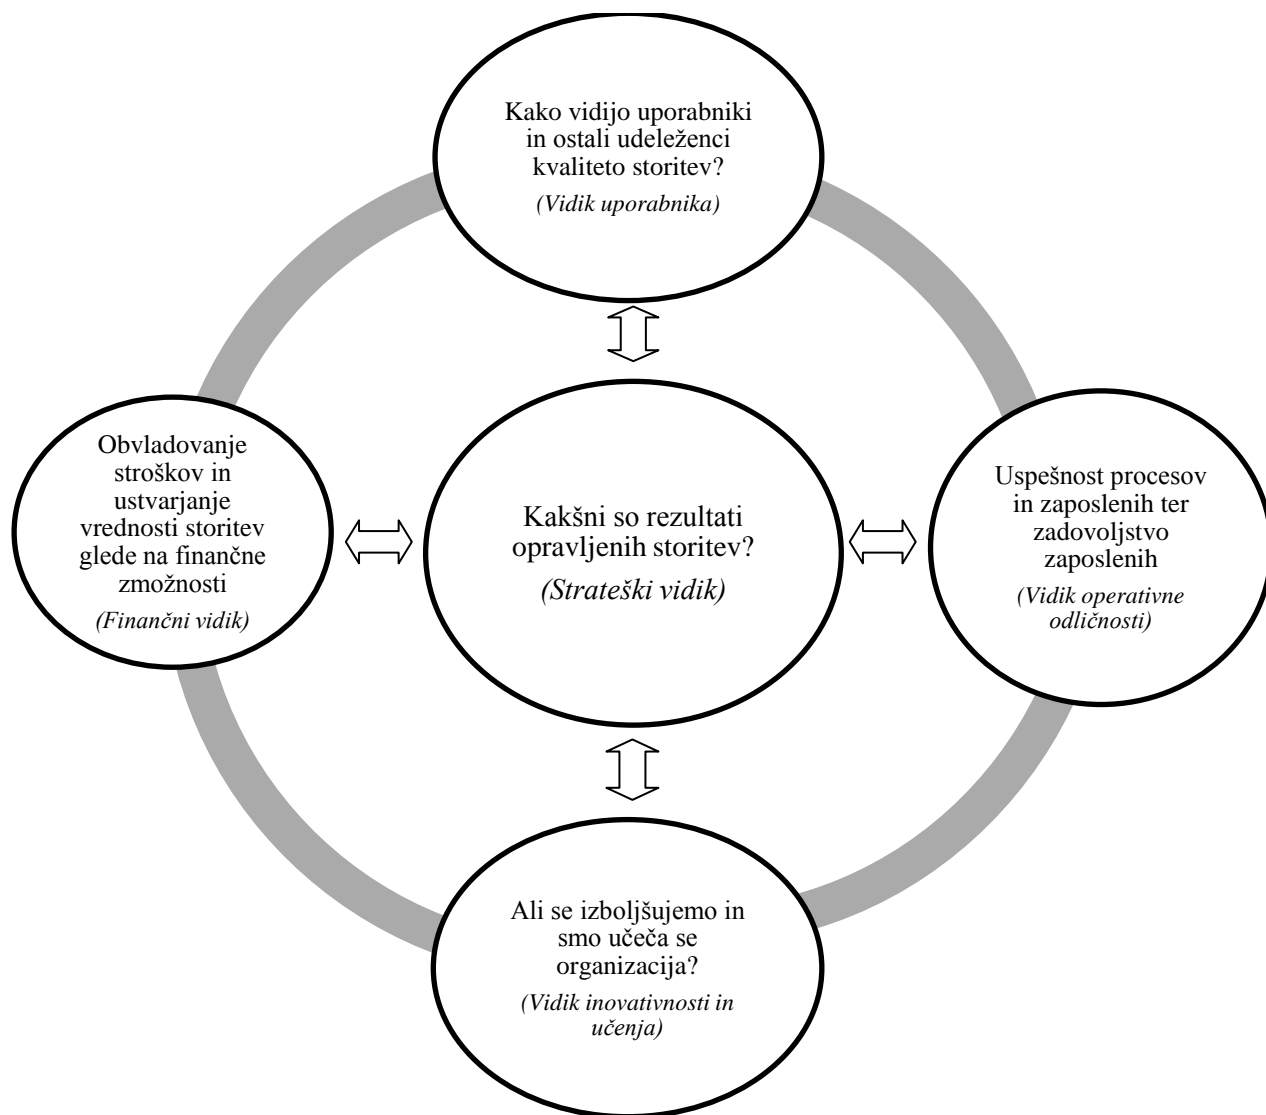 Kako vidijo uporabniki
in ostali udeleženci
kvaliteto storitev?
(Vidik uporabnika)
Obvladovanje
stroškov in
ustvarjanje
vrednosti storitev
glede na finančne
zmožnosti
(Finančni vidik)
Kakšni so rezultati
opravljenih storitev?
(Strateški vidik)
Uspešnost procesov
in zaposlenih ter
zadovoljstvo
zaposlenih
(Vidik operativne
odličnosti)
Ali se izboljšujemo in
smo učeča se
organizacija?
(Vidik inovativnosti in
učenja)